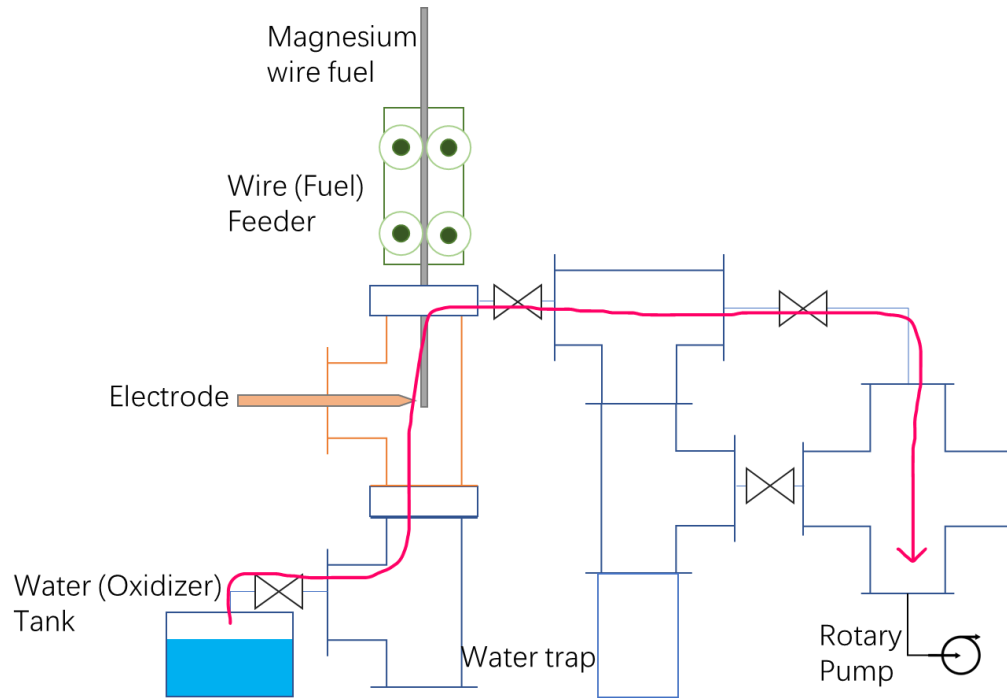 Magnesium
wire fuel
Wire (Fuel)
Feeder
Electrode
Water (Oxidizer)
Tank
Water trap
Rotary
Pump